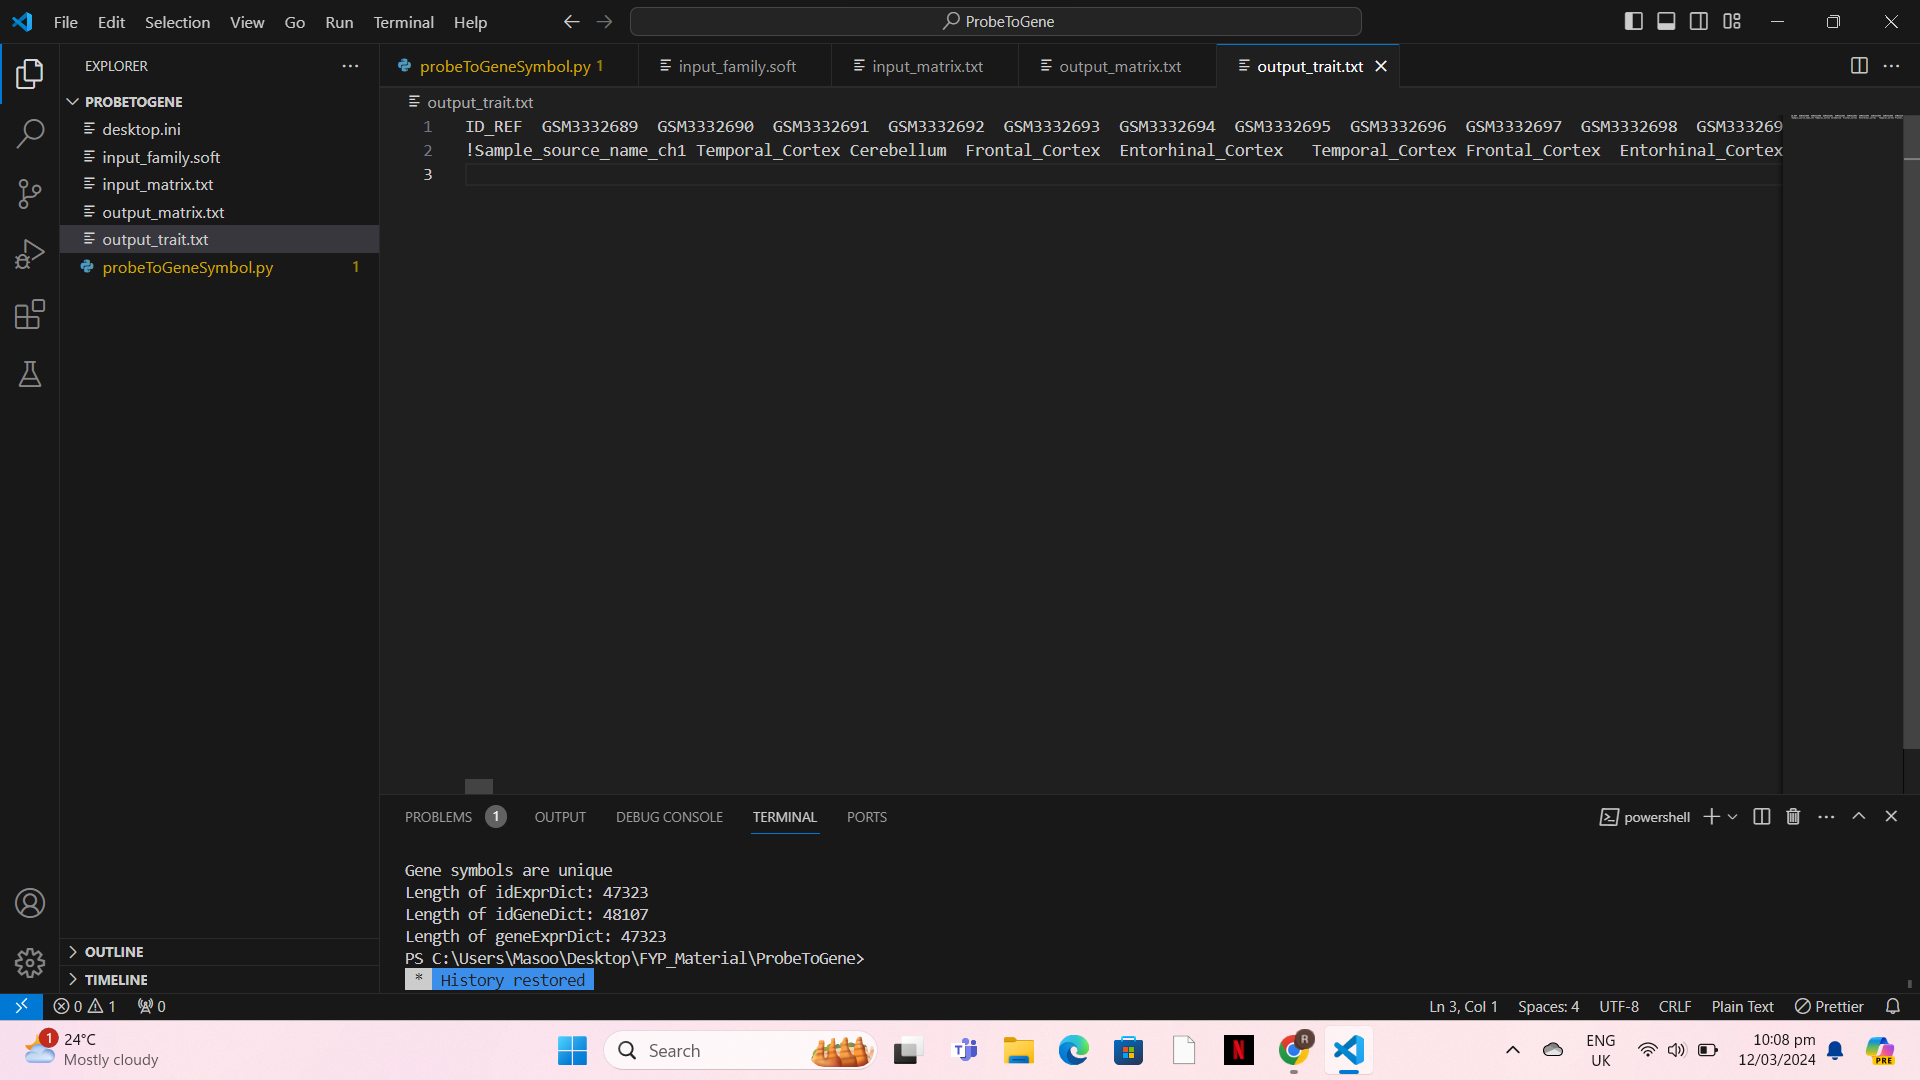 File Edit Selection View Go Run Terminal Help
ProbeToGene
EXPLORER
PROBETOGENE
desktop.ini
input_family.soft
input_matrix.txt
output_matrix.txt
output_trait.txt
probeToGeneSymbol.py 1
OUTLINE
TIMELINE
probeToGeneSymbol.py 1 input_family.soft input_matrix.txt output_matrix.txt output_trait.txt
output_trait.txt
1 ID_REF GSM3332689 GSM3332690 GSM3332691 GSM3332692 GSM3332693 GSM3332694 GSM3332695 GSM3332696 GSM3332697 GSM3332698 GSM333269
2 !Sample_source_name_ch1 Temporal_Cortex Cerebellum Frontal_Cortex Entorhinal_Cortex Temporal_Cortex Frontal_Cortex Entorhinal_Cortex
3
PROBLEMS 1 OUTPUT DEBUG CONSOLE TERMINAL PORTS
powershell
Gene symbols are unique
Length of idExprDict: 47323
Length of idGeneDict: 48107
Length of geneExprDict: 47323
PS C:\Users\Masoo\Desktop\FYP_Material\ProbeToGene>
* History restored
0 1 0
Ln 3, Col 1 Spaces: 4 UTF-8 CRLF Plain Text Prettier
1
24°C
Mostly cloudy
Search
N
R
ENG
UK
10:08 pm
12/03/2024
PRE